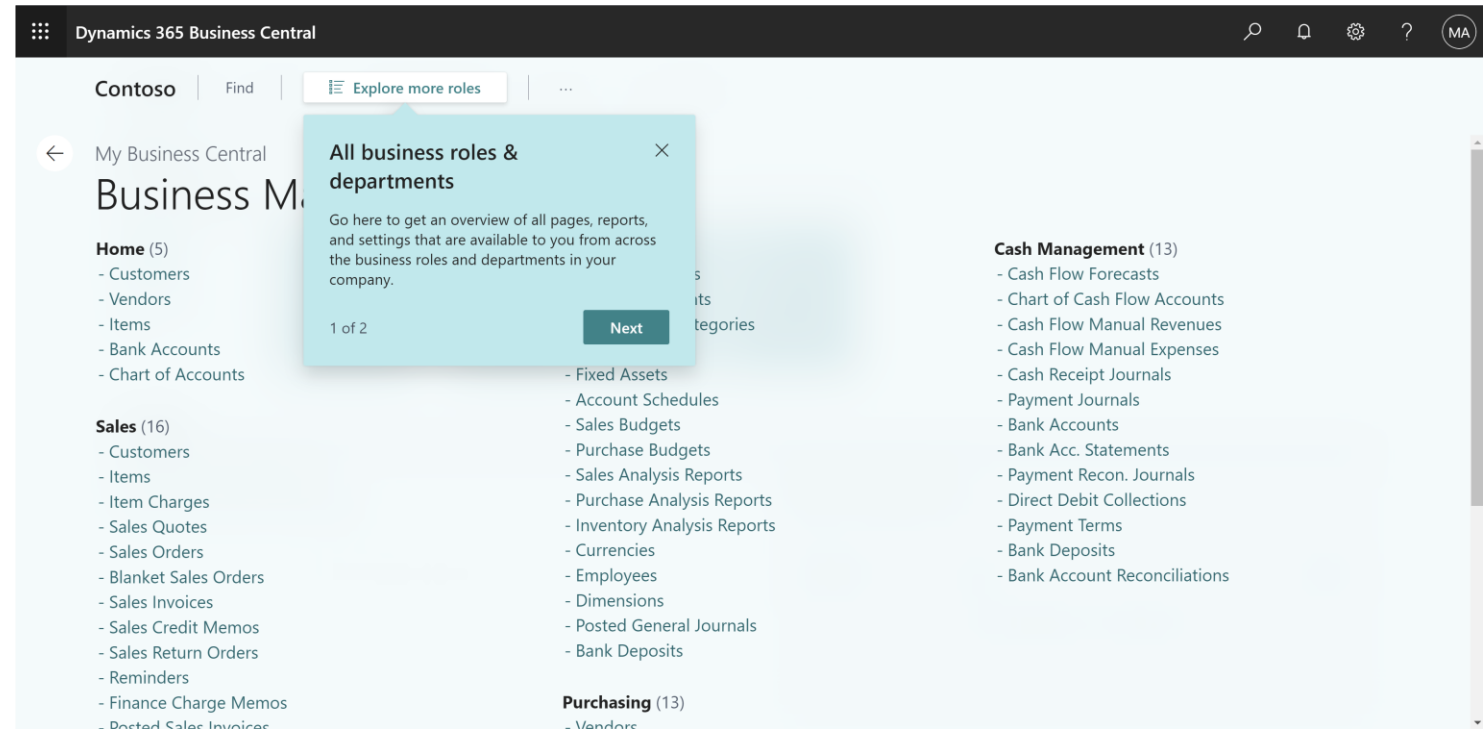 Dynamics 365 Business Central
MA
Contoso
Find
Explore more roles
...
All business roles &
departments
Go here to get an overview of all pages, reports,
and settings that are available to you from across
the business roles and departments in your
company.
1 of 2
Next
My Business Central
Business
Home (5)
- Customers
- Vendors
- Items
- Bank Accounts
- Chart of Accounts
Sales (16)
- Customers
- Items
- Item Charges
- Sales Quotes
- Sales Orders
- Blanket Sales Orders
- Sales Invoices
- Sales Credit Memos
- Sales Return Orders
- Reminders
- Finance Charge Memos
- Posted Sales Invoices
- Fixed Assets
- Account Schedules
- Sales Budgets
- Purchase Budgets
- Sales Analysis Reports
- Purchase Analysis Reports
- Inventory Analysis Reports
- Currencies
- Employees
- Dimensions
- Posted General Journals
- Bank Deposits
Purchasing (13)
- Vendors
Cash Management (13)
- Cash Flow Forecasts
- Chart of Cash Flow Accounts
- Cash Flow Manual Revenues
- Cash Flow Manual Expenses
- Cash Receipt Journals
- Payment Journals
- Bank Accounts
- Bank Acc. Statements
- Payment Recon. Journals
- Direct Debit Collections
- Payment Terms
- Bank Deposits
- Bank Account Reconciliations